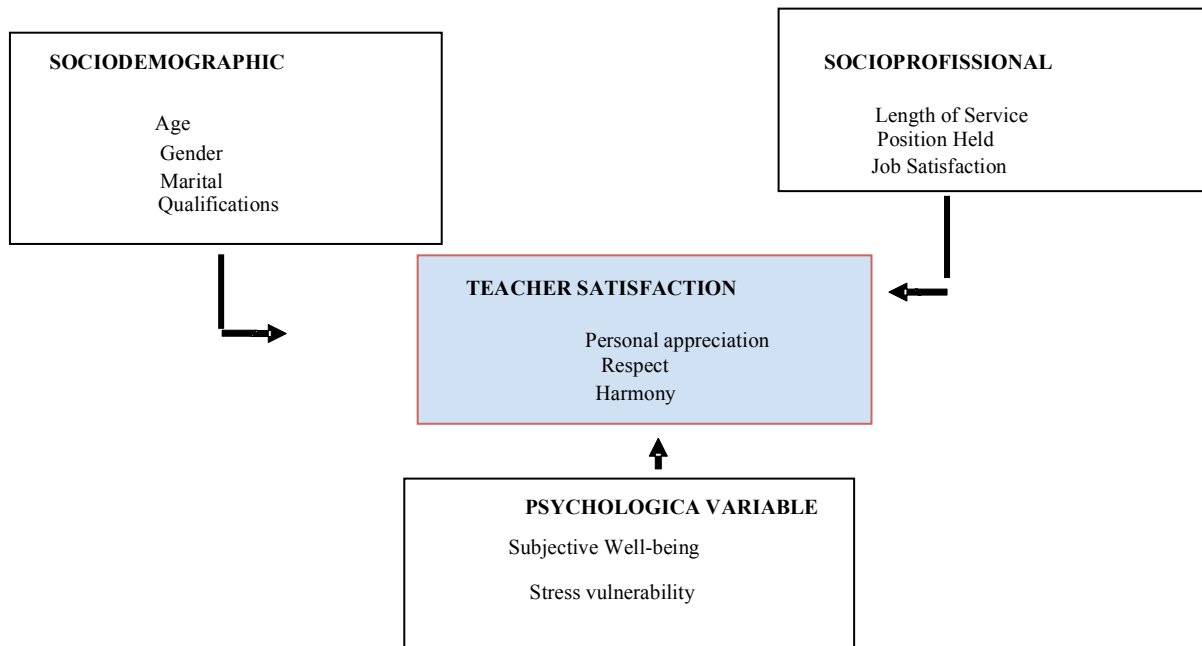 SOCIODEMOGRAPHIC
Age
Gender
Marital
Qualifications
SOCIOPROFISSIONAL
Length of Service
Position Held
Job Satisfaction
TEACHER SATISFACTION
Personal appreciation
Respect
Harmony
PSYCHOLOGICA VARIABLE
Subjective Well-being
Stress vulnerability